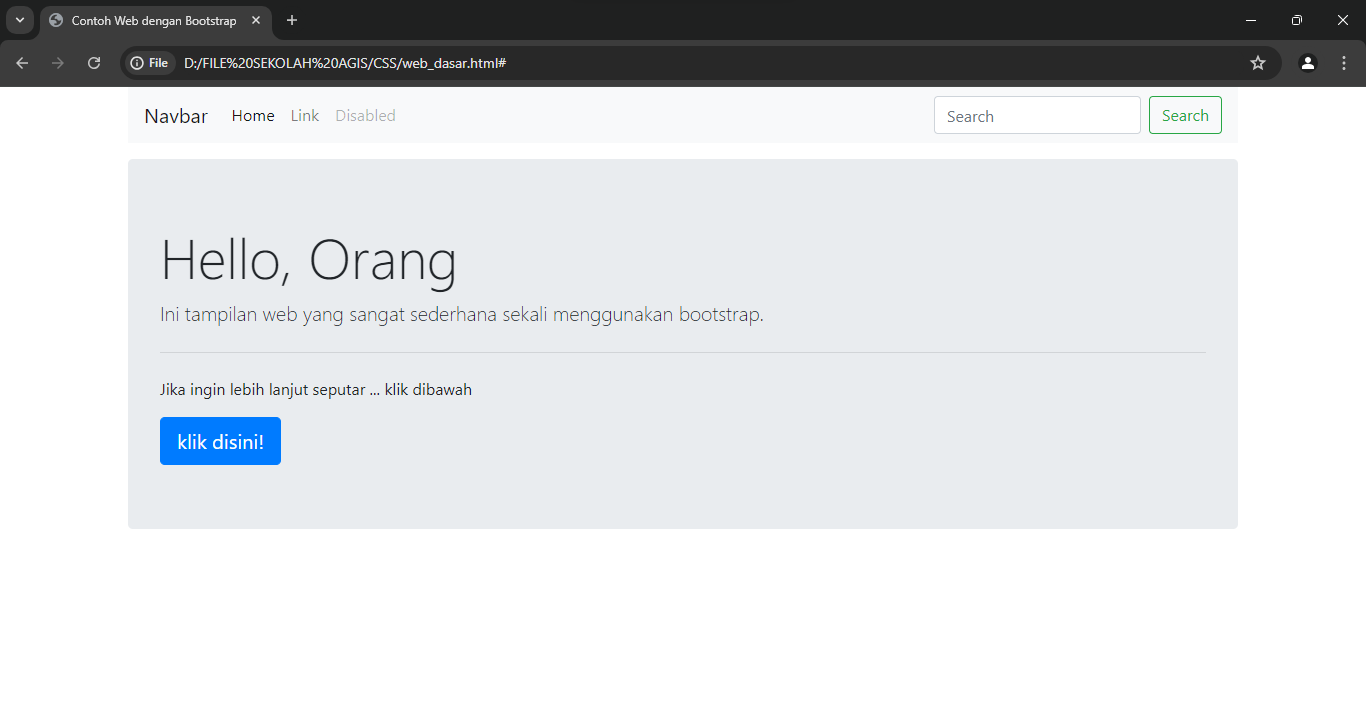 Contoh Web dengan Bootstrap
File D:/FILE%20SEKOLAH%20AGIS/CSS/web_dasar.html#
Navbar Home Link Disabled Search Search
Hello, Orang
Ini tampilan web yang sangat sederhana sekali menggunakan bootstrap.
Jika ingin lebih lanjut seputar ... klik dibawah
klik disini!